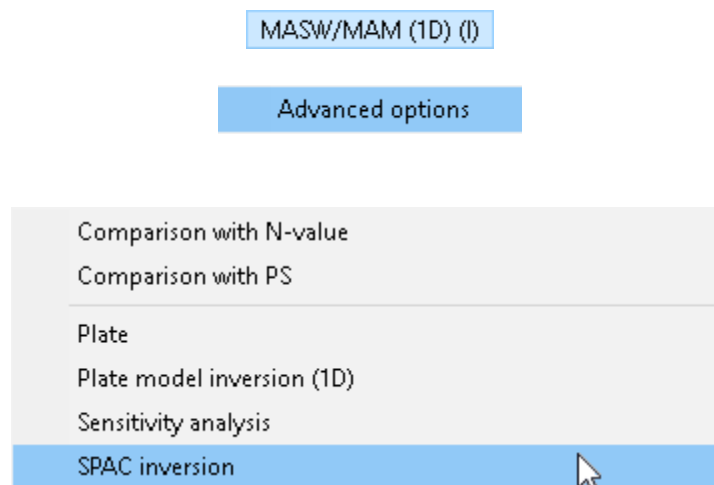 MASW/MAM (1D) (I)
Advanced options
Comparison with N-value
Comparison with PS
Plate
Plate model inversion (1D)
Sensitivity analysis
SPAC inversion